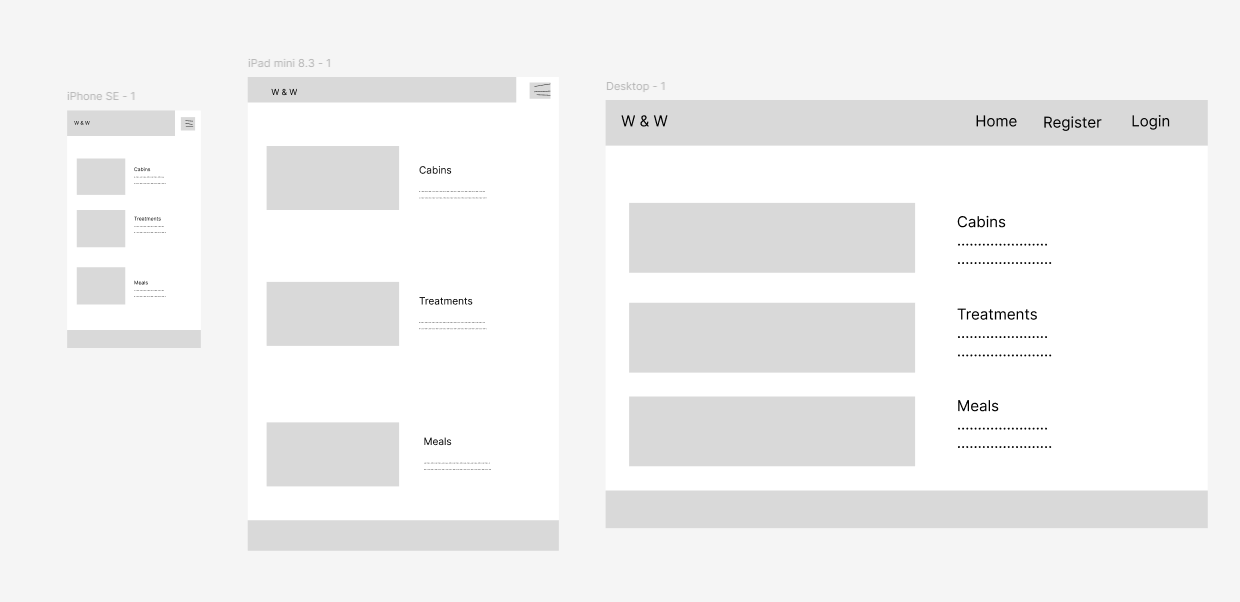 iPhone SE - 1
W & W
Cabins
Treatments
Meals
iPad mini 8.3 - 1
W & W
Cabins
Treatments
Meals
Desktop - 1
W & W
Home Register Login
Cabins
Treatments
Meals